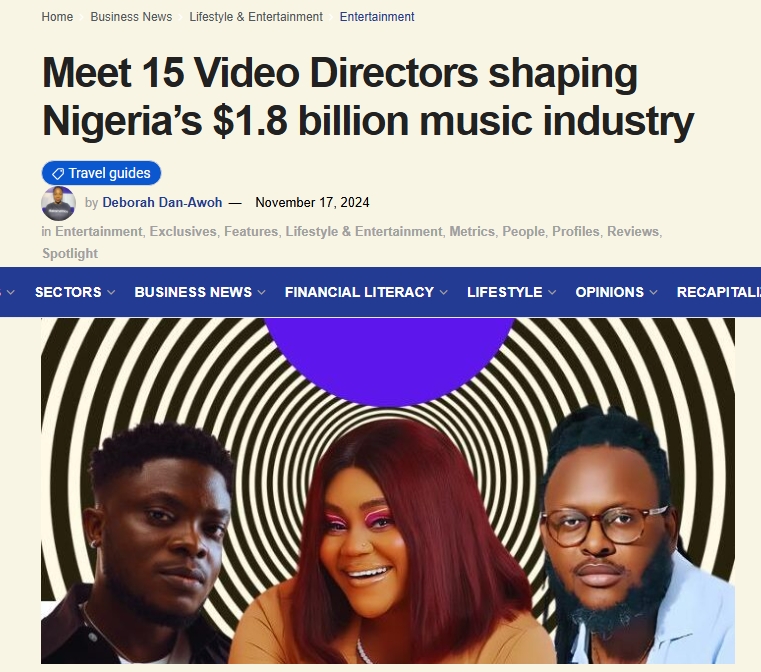 Home Business News Lifestyle & Entertainment Entertainment
Meet 15 Video Directors shaping
Nigeria’s $1.8 billion music industry
Travel guides
by Deborah Dan-Awoh — November 17, 2024
in Entertainment, Exclusives, Features, Lifestyle & Entertainment, Metrics, People, Profiles, Reviews,
Spotlight
SECTORS BUSINESS NEWS FINANCIAL LITERACY LIFESTYLE OPINIONS